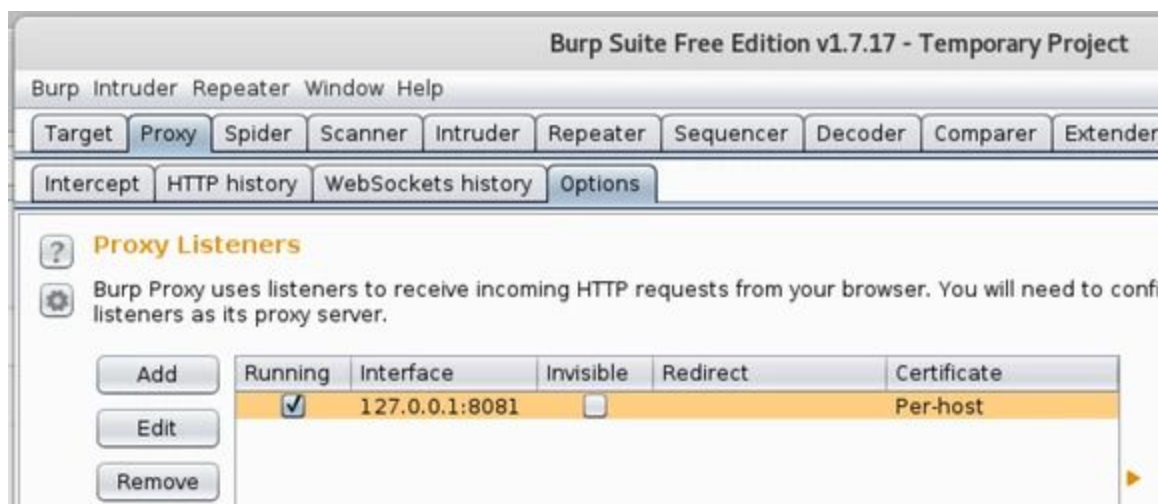 Burp Suite Free Edition v1.7.17 - Temporary Project
Burp Intruder Repeater Window Help
Target Proxy Spider Scanner Intruder Repeater Sequencer Decoder Comparer Extender
Intercept HTTP history WebSockets history Options
? Proxy Listeners
Burp Proxy uses listeners to receive incoming HTTP requests from your browser. You will need to confi
listeners as its proxy server.
Add Running Interface Invisible Redirect Certificate
127.0.0.1:8081 Per-host
Edit
Remove